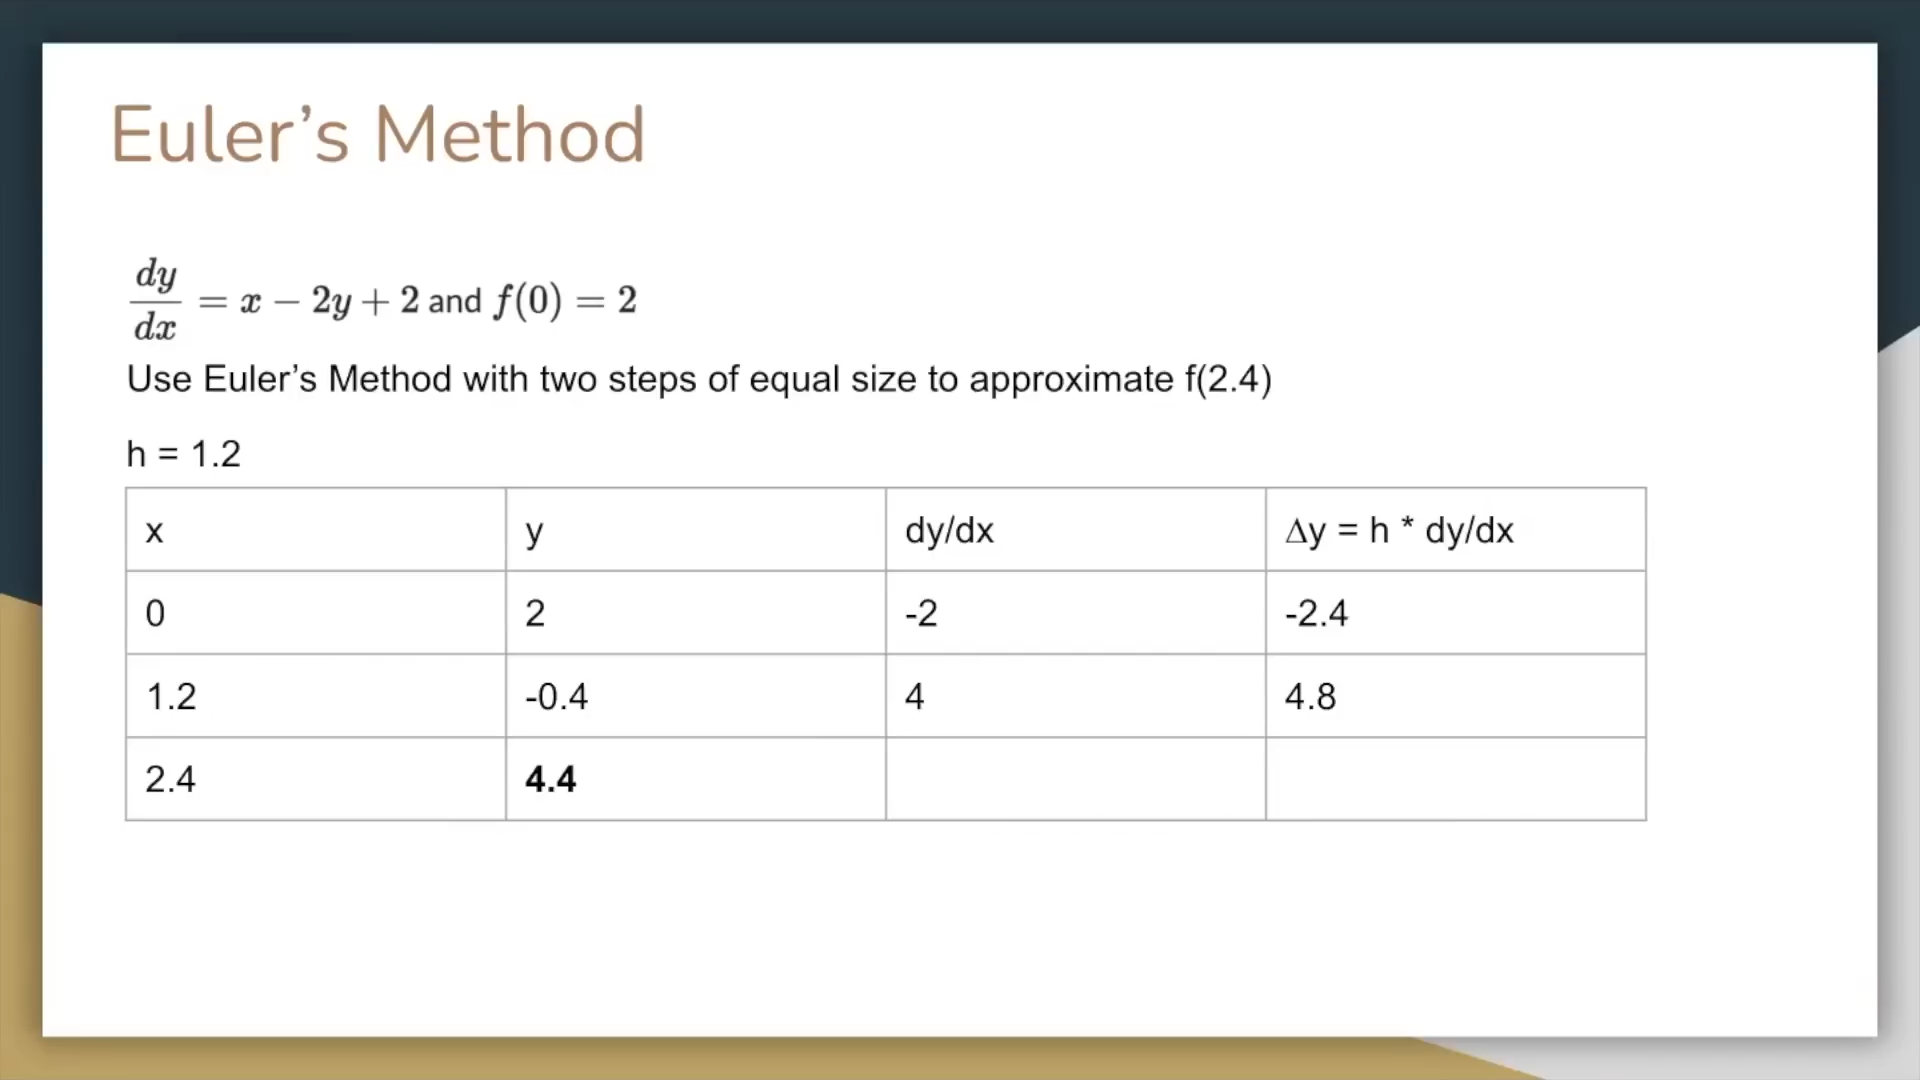 Euler’s Method
dy/dx = x − 2y + 2 and f(0) = 2
Use Euler’s Method with two steps of equal size to approximate f(2.4)
h = 1.2
x y dy/dx Δy = h * dy/dx
0 2 -2 -2.4
1.2 -0.4 4 4.8
2.4 4.4